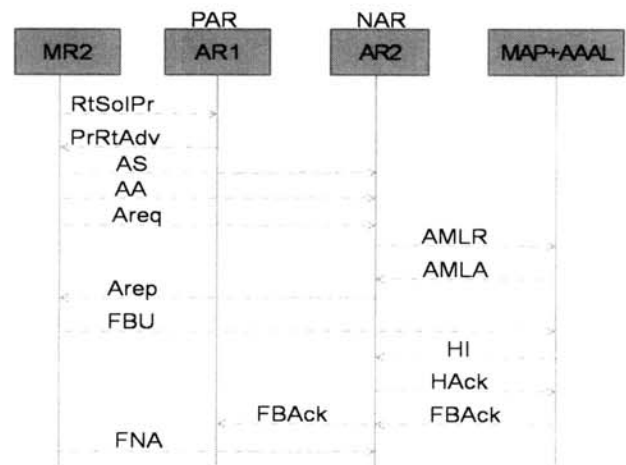 PAR NAR
MR2 AR1 AR2 MAP+AAAL
RtSolPr
PrRtAdv
AS
AA
Areq
AMLR
AMLA
Arep
FBU
HI
HAck
FBAck FBAck
FNA